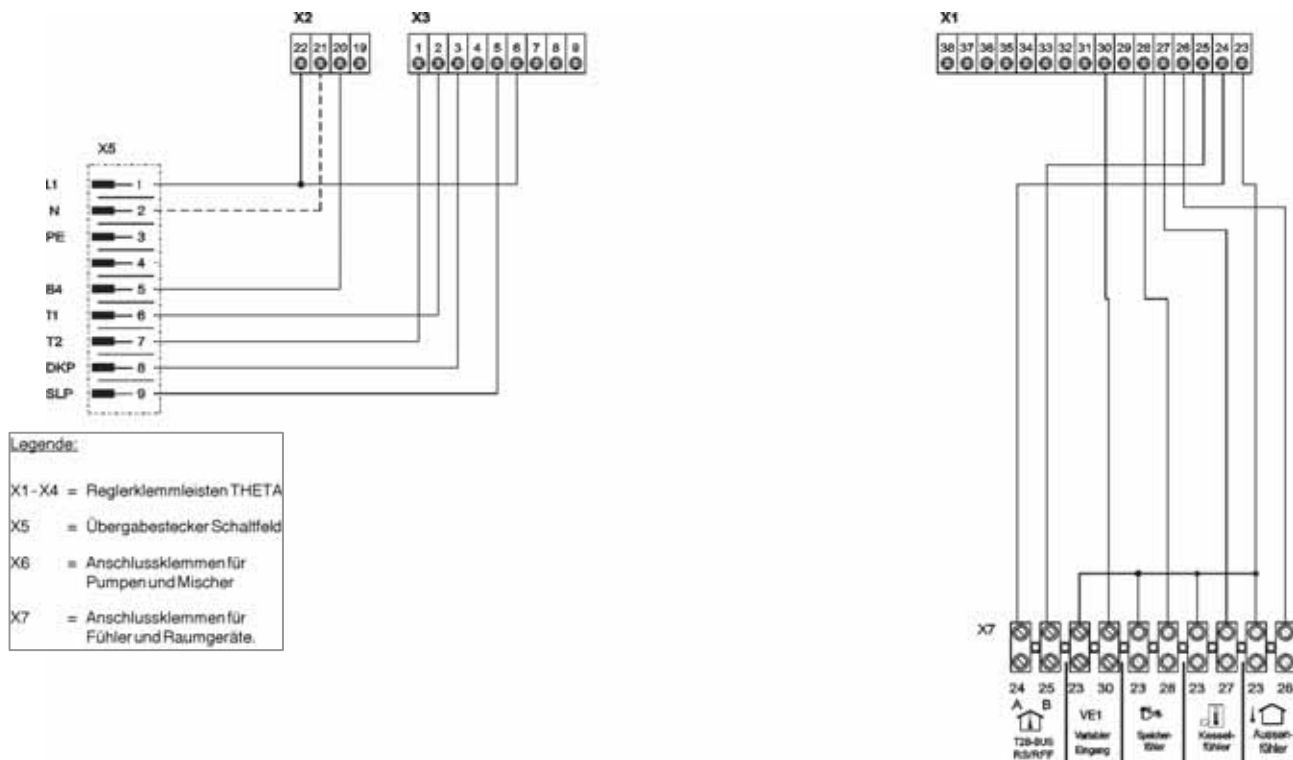 X2 X3 X1
22 21 20 19
1 2 3 4 5 6 7 8 9
38 37 36 35 34 33 32 31 30 29 28 27 26 25 24 23
X5
L1 1
N 2
PE 3
4
B4 5
T1 6
T2 7
DKP 8
SLP 9
Legende:
X1-X4 = Reglerklemmleisten THETA
X5 = Übergabestecker Schaltfeld
X6 = Anschlussklemmen für
Pumpen und Mischer
X7 = Anschlussklemmen für
Fühler und Raumgeräte.
X7
24 25 23 30 23 28 23 27 23 26
A B
T2B-BUS
RS/RFF
VE1
Variabler
Eingang
Speicher-
fühler
Kessel-
fühler
Aussen-
fühler